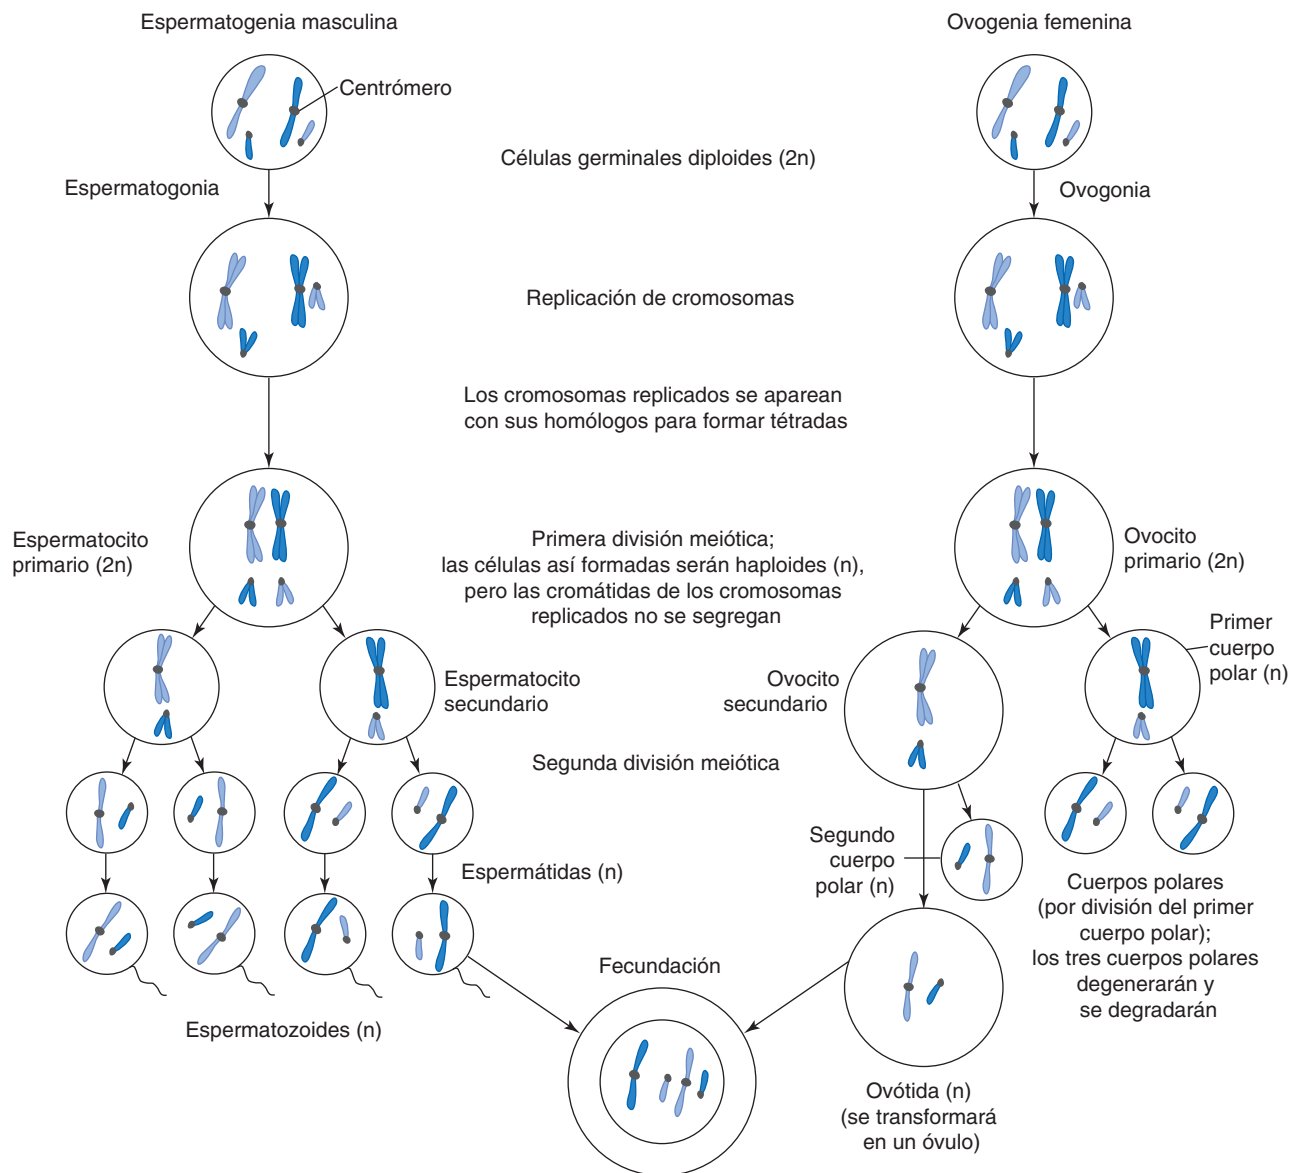 Espermatogenia masculina
Ovogenia femenina
Centrómero
Células germinales diploides (2n)
Espermatogonia
Ovogonia
Replicación de cromosomas
Los cromosomas replicados se aparean
con sus homólogos para formar tétradas
Espermatocito
primario (2n)
Primera división meiótica;
las células así formadas serán haploides (n),
pero las cromátidas de los cromosomas
replicados no se segregan
Ovocito
primario (2n)
Primer
cuerpo
polar (n)
Espermatocito
secundario
Ovocito
secundario
Segunda división meiótica
Segundo
cuerpo
polar (n)
Espermátidas (n)
Cuerpos polares
(por división del primer
cuerpo polar);
los tres cuerpos polares
degenerarán y
se degradarán
Fecundación
Espermatozoides (n)
Ovótida (n)
(se transformará
en un óvulo)